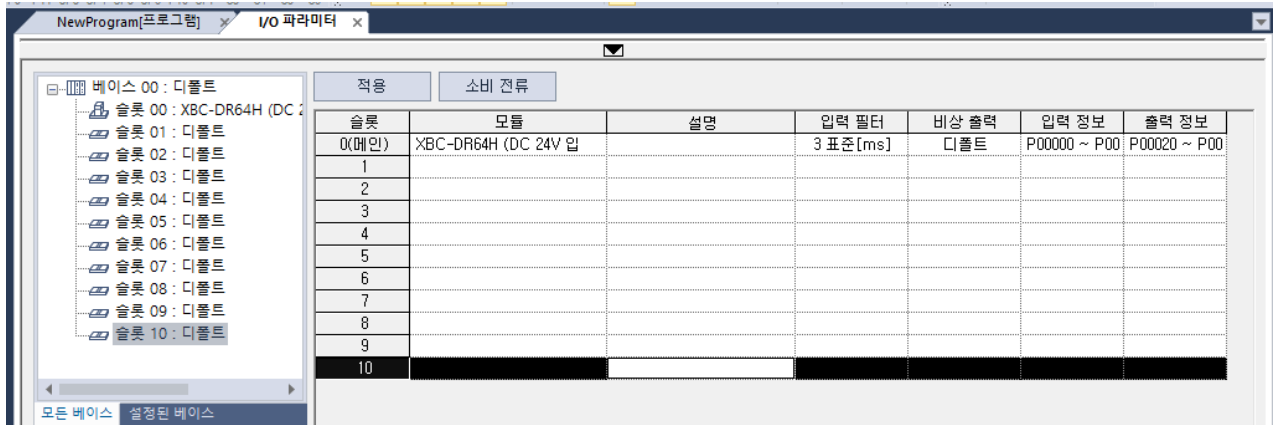 NewProgram[프로그램] × I/O 파라미터 ×
적용 소비 전류
베이스 00 : 디폴트
슬롯 00 : XBC-DR64H (DC 2
슬롯 01 : 디폴트
슬롯 02 : 디폴트
슬롯 03 : 디폴트
슬롯 04 : 디폴트
슬롯 05 : 디폴트
슬롯 06 : 디폴트
슬롯 07 : 디폴트
슬롯 08 : 디폴트
슬롯 09 : 디폴트
슬롯 10 : 디폴트
모든 베이스 설정된 베이스
슬롯 모듈 설명 입력 필터 비상 출력 입력 정보 출력 정보
0(메인) XBC-DR64H (DC 24V 입 3 표준[ms] 디폴트 P00000 ~ P00 P00020 ~ P00
1
2
3
4
5
6
7
8
9
10